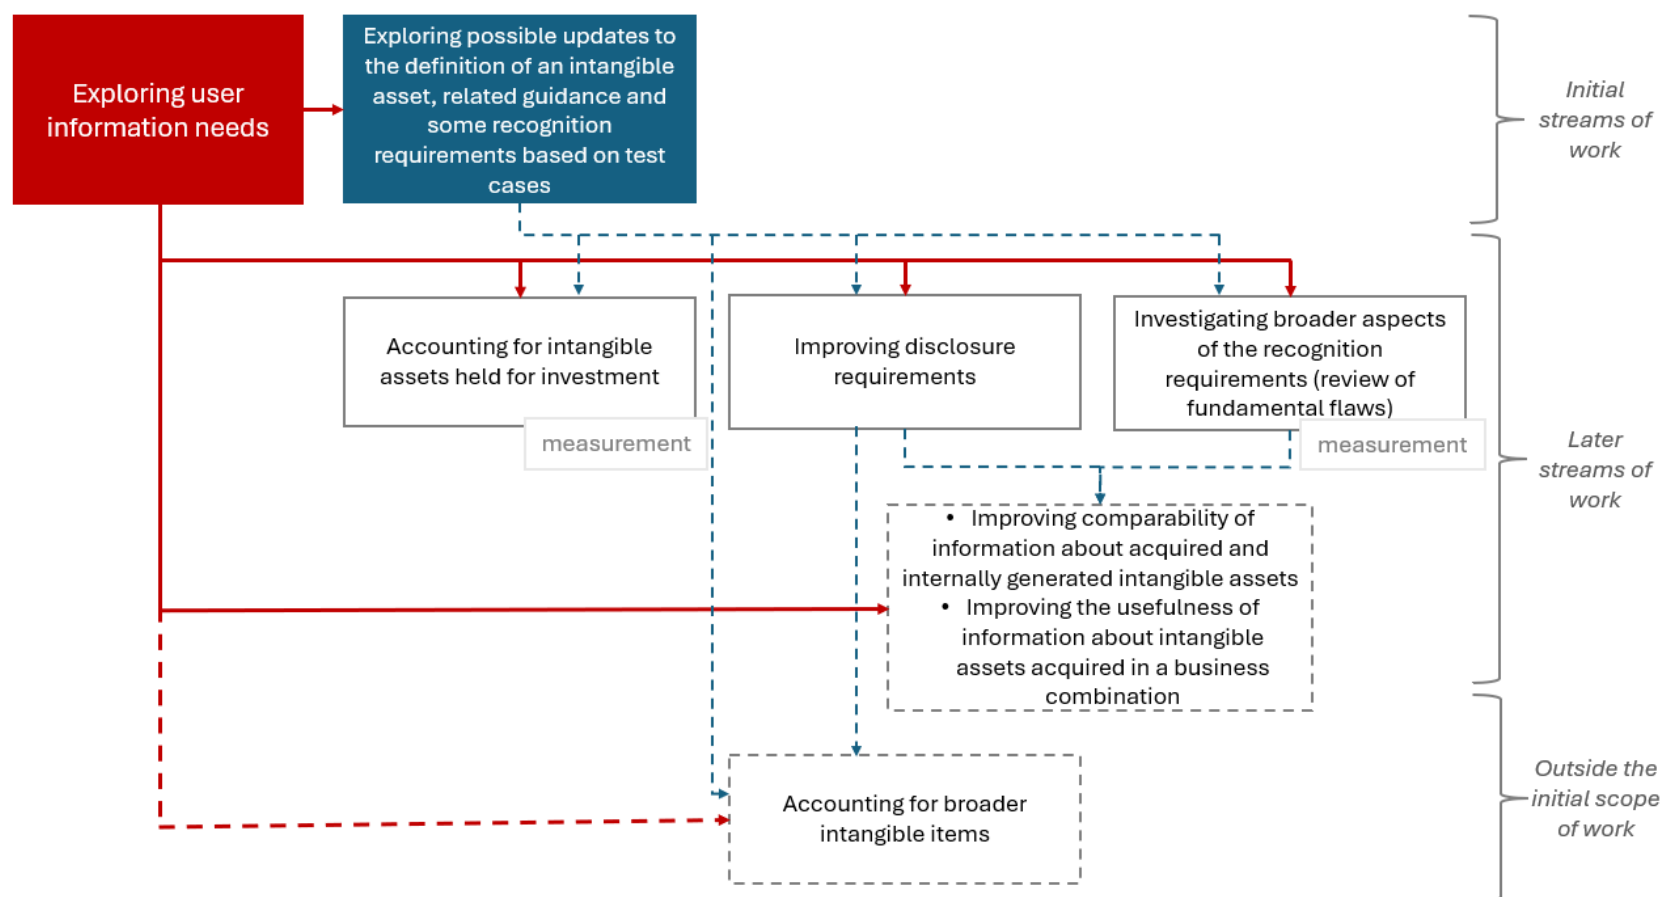 Exploring user
information needs
Exploring possible updates to
the definition of an intangible
asset, related guidance and
some recognition
requirements based on test
cases
Initial
streams of
work
Accounting for intangible
assets held for investment
measurement
Improving disclosure
requirements
Investigating broader aspects
of the recognition
requirements (review of
fundamental flaws)
measurement
Later
streams of
work
• Improving comparability of
information about acquired and
internally generated intangible assets
• Improving the usefulness of
information about intangible
assets acquired in a business
combination
Accounting for broader
intangible items
Outside the
initial scope
of work